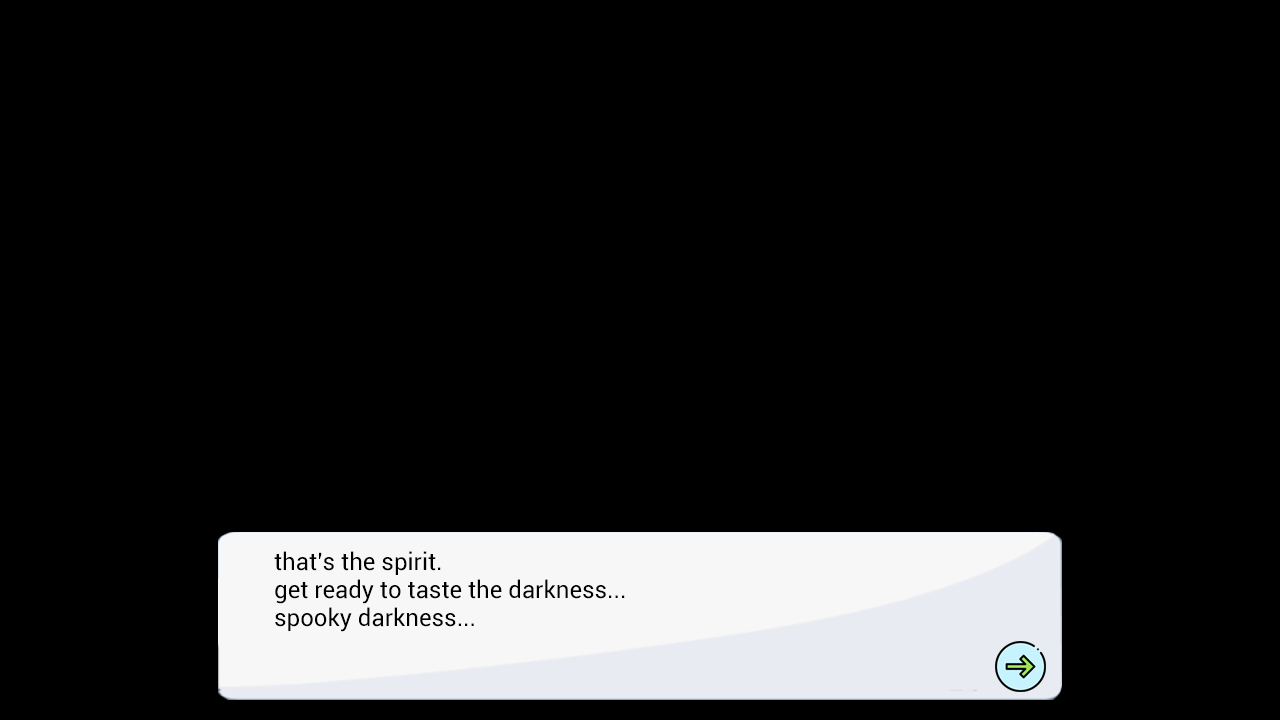 that's the spirit.
get ready to taste the darkness...
spooky darkness...